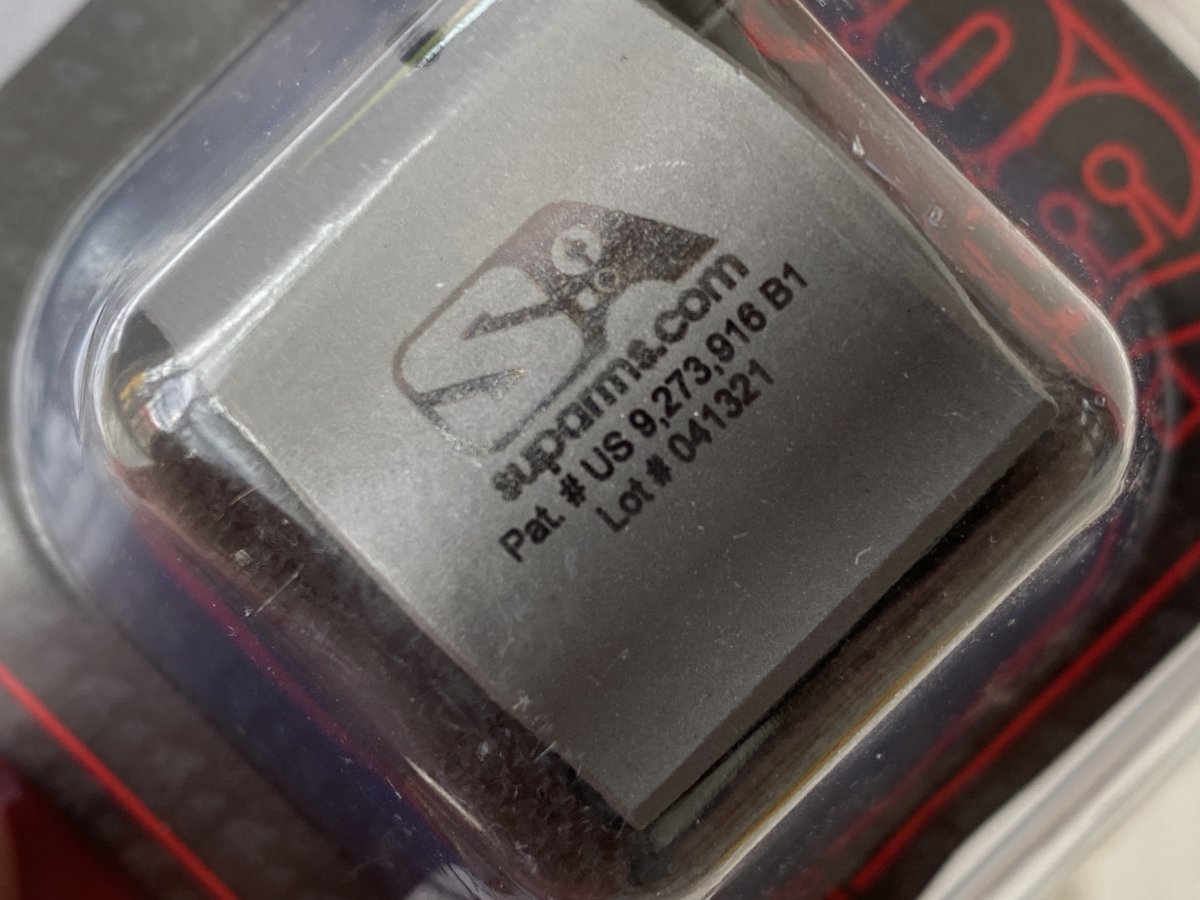 suparms.com
Pat. # US 9,273,916 B1
Lot # 041321